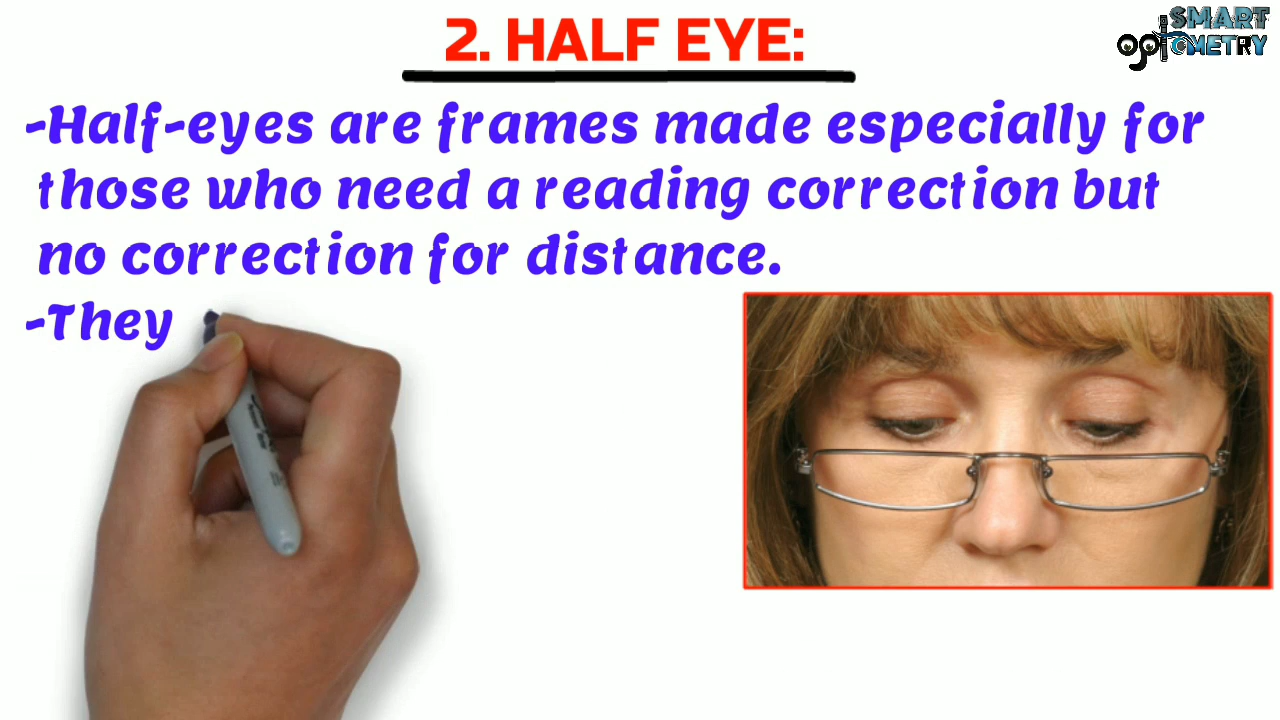 2. HALF EYE:
SMART
OPTOMETRY
-Half-eyes are frames made especially for
those who need a reading correction but
no correction for distance.
-They